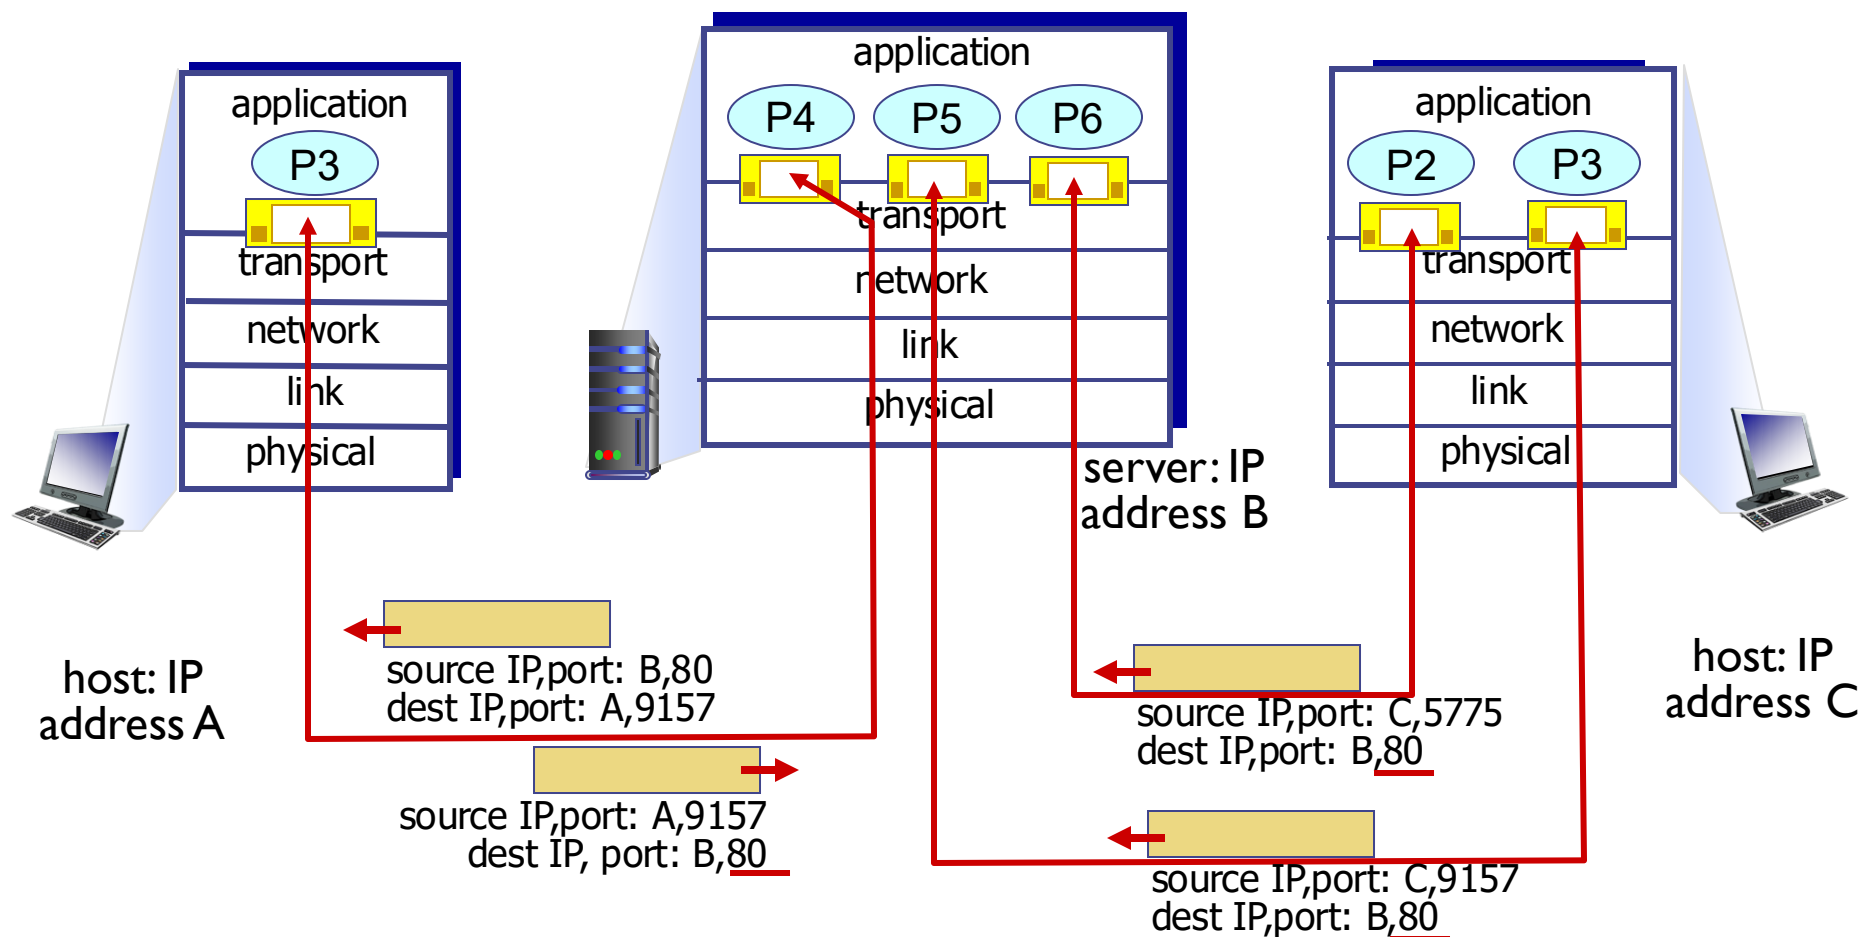 application
P3
transport
network
link
physical
host: IP
address A
application
P4 P5 P6
transport
network
link
physical
server: IP
address B
application
P2 P3
transport
network
link
physical
host: IP
address C
source IP,port: B,80
dest IP,port: A,9157
source IP,port: A,9157
dest IP, port: B,80
source IP,port: C,5775
dest IP,port: B,80
source IP,port: C,9157
dest IP,port: B,80